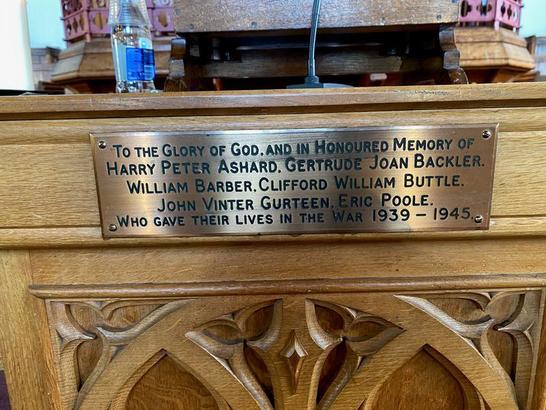 To the Glory of God, and in Honoured Memory of
Harry Peter Ashard, Gertrude Joan Backler,
William Barber, Clifford William Buttle,
John Vinter Gurteen, Eric Poole,
Who gave their lives in the War 1939 – 1945.